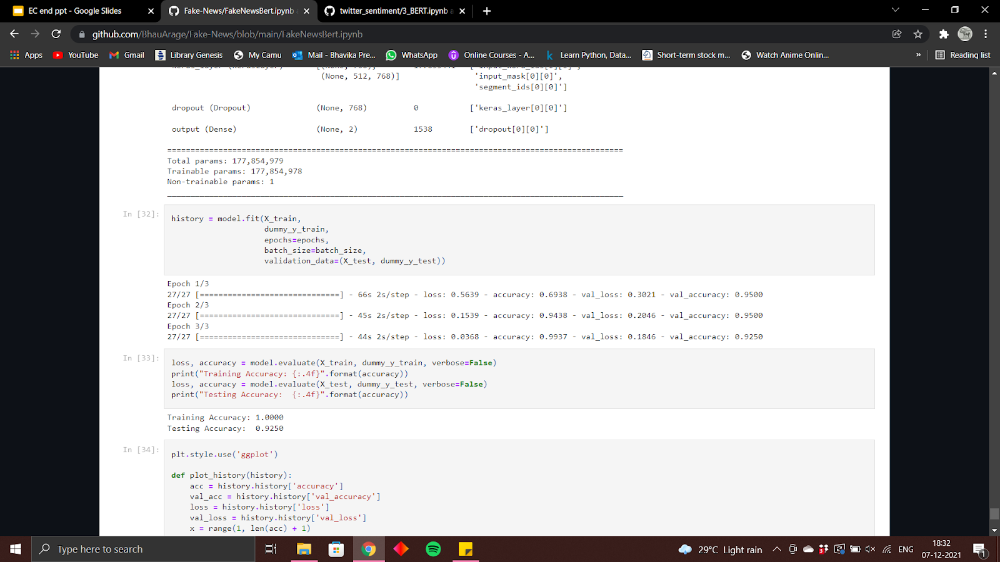 EC end ppt - Google Slides
Fake-News/FakeNewsBert.ipynb
twitter_sentiment/3_BERT.ipynb a
github.com/BhauArage/Fake-News/blob/main/FakeNewsBert.ipynb
Apps YouTube Gmail Library Genesis My Camu Mail - Bhavika Pre... WhatsApp Online Courses - A... Learn Python, Data... Short-term stock m... Watch Anime Onlin... » Reading list
(None, 512, 768)] 'input_mask[0][0]',
'segment_ids[0][0]']
dropout (Dropout) (None, 768) 0 ['keras_layer[0][0]']
output (Dense) (None, 2) 1538 ['dropout[0][0]']
==================================================================================================
Total params: 177,854,979
Trainable params: 177,854,978
Non-trainable params: 1
__________________________________________________________________________________________________
In [32]: history = model.fit(X_train,
dummy_y_train,
epochs=epochs,
batch_size=batch_size,
validation_data=(X_test, dummy_y_test))
Epoch 1/3
27/27 [==============================] - 66s 2s/step - loss: 0.5639 - accuracy: 0.6938 - val_loss: 0.3021 - val_accuracy: 0.9500
Epoch 2/3
27/27 [==============================] - 45s 2s/step - loss: 0.1539 - accuracy: 0.9438 - val_loss: 0.2046 - val_accuracy: 0.9500
Epoch 3/3
27/27 [==============================] - 44s 2s/step - loss: 0.0368 - accuracy: 0.9937 - val_loss: 0.1846 - val_accuracy: 0.9250
In [33]: loss, accuracy = model.evaluate(X_train, dummy_y_train, verbose=False)
print("Training Accuracy: {:.4f}".format(accuracy))
loss, accuracy = model.evaluate(X_test, dummy_y_test, verbose=False)
print("Testing Accuracy:  {:.4f}".format(accuracy))
Training Accuracy: 1.0000
Testing Accuracy:  0.9250
In [34]: plt.style.use('ggplot')
def plot_history(history):
acc = history.history['accuracy']
val_acc = history.history['val_accuracy']
loss = history.history['loss']
val_loss = history.history['val_loss']
x = range(1, len(acc) + 1)
Type here to search
29°C Light rain
ENG
18:32
07-12-2021
1